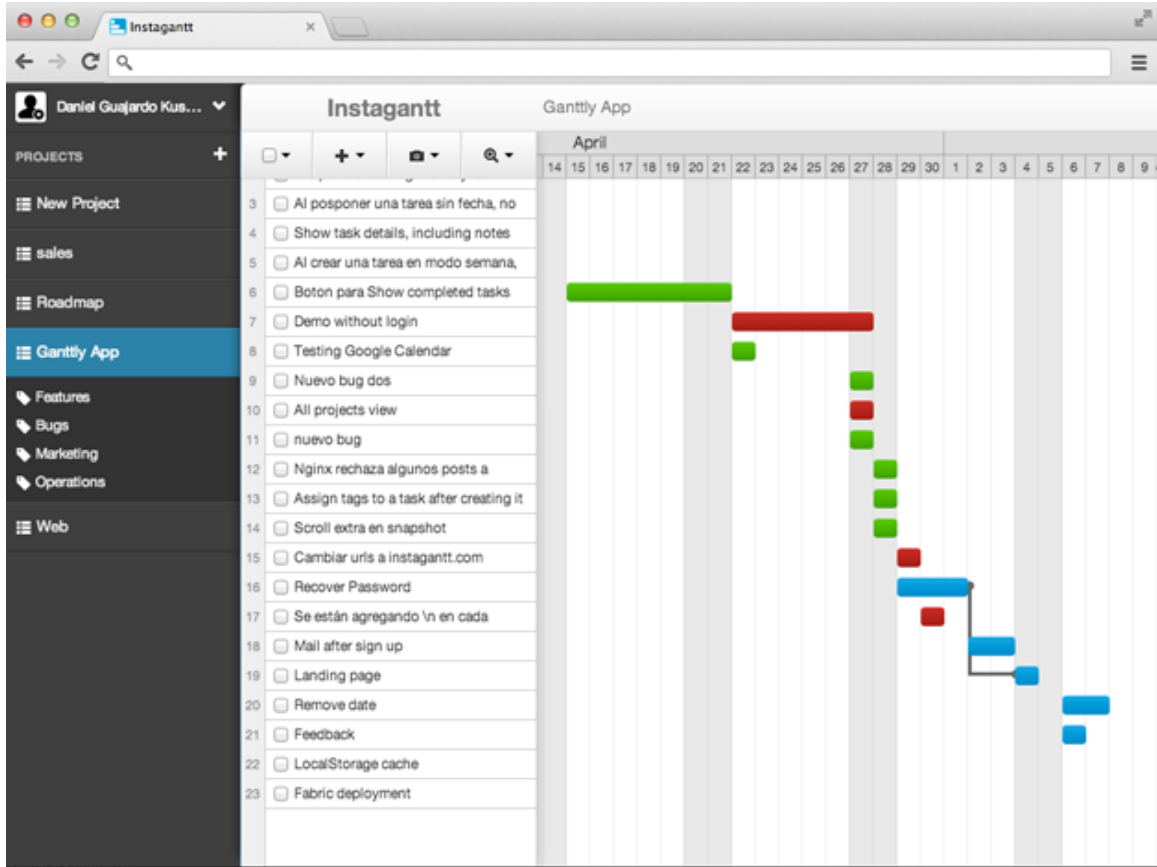 Instagantt
Daniel Guajardo Kus...
PROJECTS
New Project
sales
Roadmap
Ganttly App
Features
Bugs
Marketing
Operations
Web
Instagantt
Ganttly App
April
14 15 16 17 18 19 20 21 22 23 24 25 26 27 28 29 30 1 2 3 4 5 6 7 8 9
3 Al posponer una tarea sin fecha, no
4 Show task details, including notes
5 Al crear una tarea en modo semana,
6 Boton para Show completed tasks
7 Demo without login
8 Testing Google Calendar
9 Nuevo bug dos
10 All projects view
11 nuevo bug
12 Nginx rechaza algunos posts a
13 Assign tags to a task after creating it
14 Scroll extra en snapshot
15 Cambiar urls a instagantt.com
16 Recover Password
17 Se están agregando \n en cada
18 Mail after sign up
19 Landing page
20 Remove date
21 Feedback
22 LocalStorage cache
23 Fabric deployment